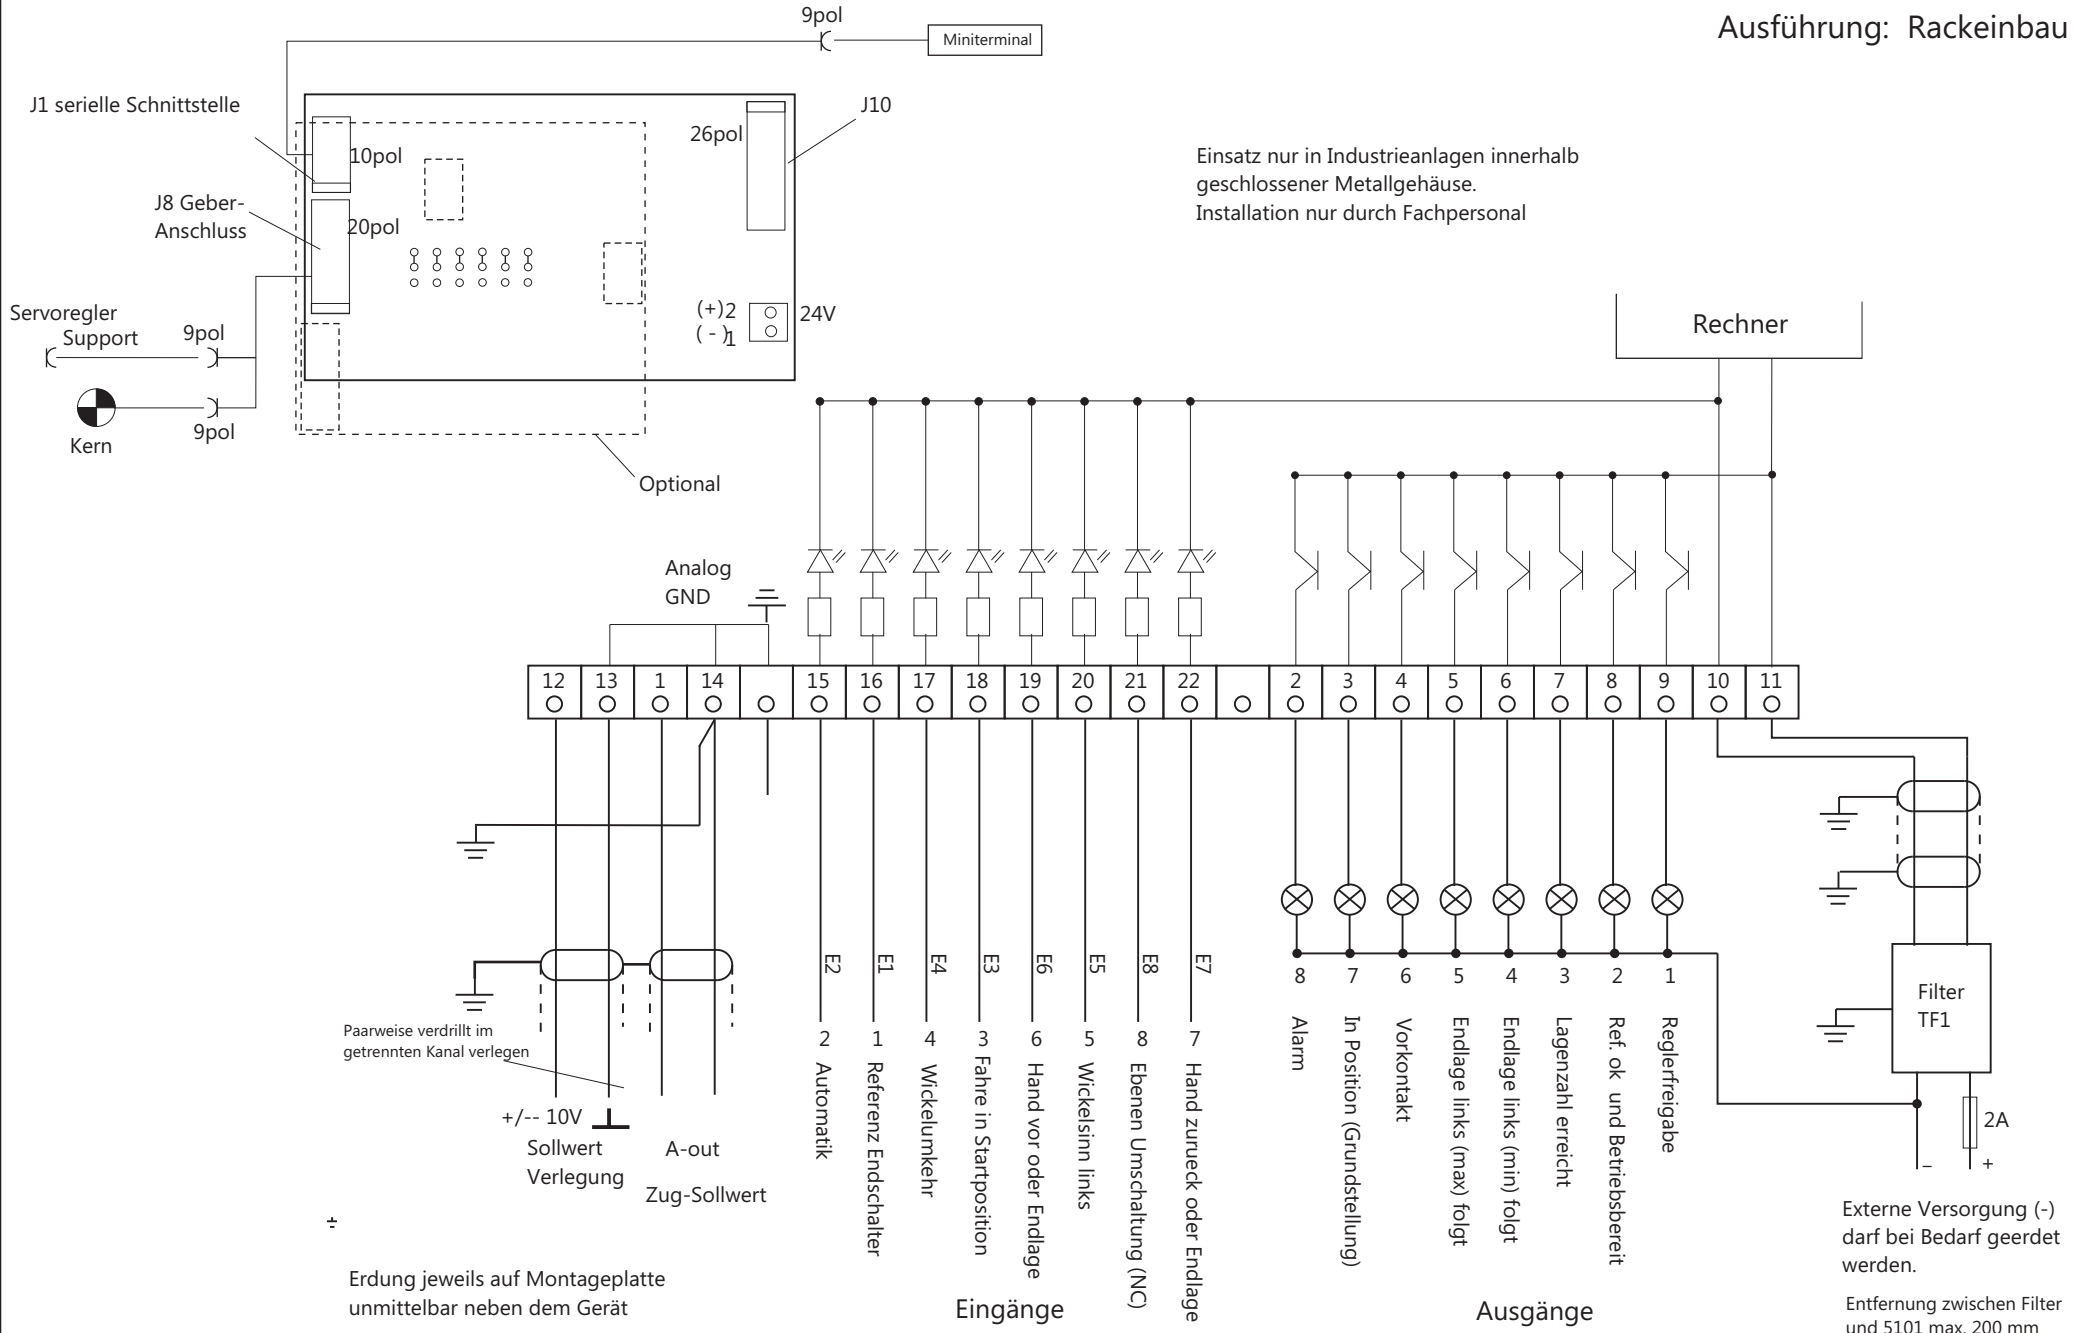 Ausführung: Rackeinbau
9pol
Miniterminal
J1 serielle Schnittstelle
J10
26pol
10pol
J8 Geber-
Anschluss
20pol
Einsatz nur in Industrieanlagen innerhalb
geschlossener Metallgehäuse.
Installation nur durch Fachpersonal
(+)2
( - )1
24V
Servoregler
Support
9pol
9pol
Kern
Optional
Rechner
Analog
GND
12 13 1 14 15 16 17 18 19 20 21 22 2 3 4 5 6 7 8 9 10 11
E2 E1 E4 E3 E6 E5 E8 E7
2 1 4 3 6 5 8 7
Automatik
Referenz Endschalter
Wickelumkehr
Fahre in Startposition
Hand vor oder Endlage
Wickelsinn links
Ebenen Umschaltung (NC)
Hand zurueck oder Endlage
8 7 6 5 4 3 2 1
Alarm
In Position (Grundstellung)
Vorkontakt
Endlage links (max) folgt
Endlage links (min) folgt
Lagenzahl erreicht
Ref. ok und Betriebsbereit
Reglerfreigabe
Filter
TF1
2A
– +
Paarweise verdrillt im
getrennten Kanal verlegen
+/-- 10V
Sollwert
Verlegung
A-out
Zug-Sollwert
Erdung jeweils auf Montageplatte
unmittelbar neben dem Gerät
Eingänge
Ausgänge
Externe Versorgung (-)
darf bei Bedarf geerdet
werden.
Entfernung zwischen Filter
und 5101 max. 200 mm